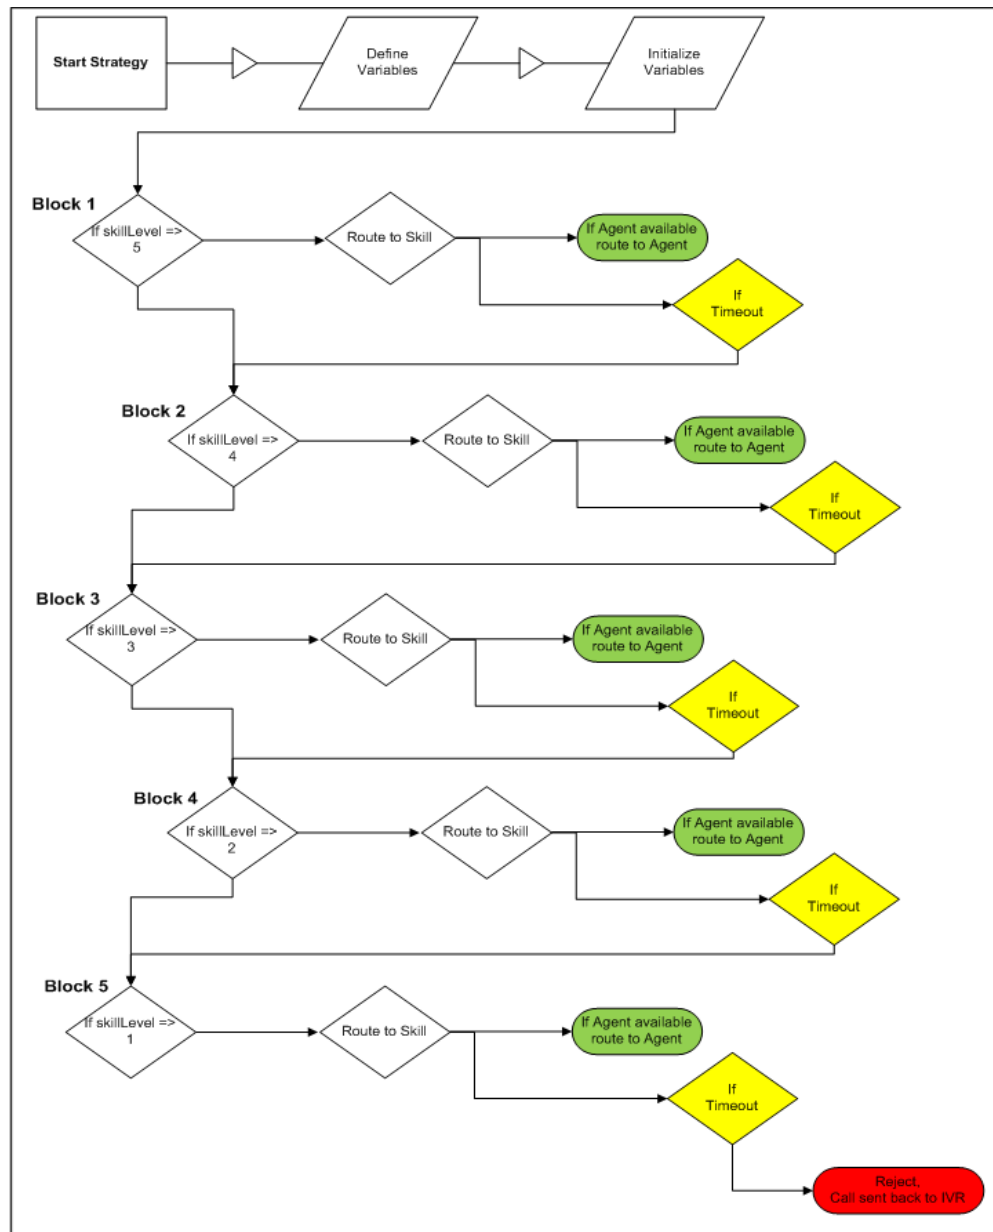 Start Strategy
Define
Variables
Initialize
Variables
Block 1
If skillLevel =>
5
Route to Skill
If Agent available
route to Agent
If
Timeout
Block 2
If skillLevel =>
4
Route to Skill
If Agent available
route to Agent
If
Timeout
Block 3
If skillLevel =>
3
Route to Skill
If Agent available
route to Agent
If
Timeout
Block 4
If skillLevel =>
2
Route to Skill
If Agent available
route to Agent
If
Timeout
Block 5
If skillLevel =>
1
Route to Skill
If Agent available
route to Agent
If
Timeout
Reject,
Call sent back to IVR